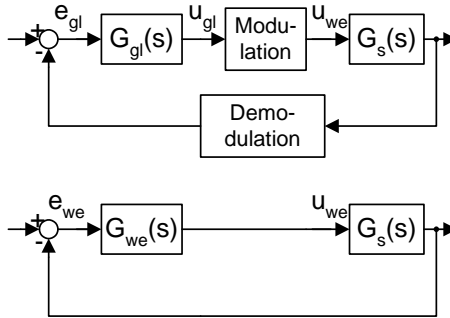 e_gl G_gl(s) u_gl Modu-
lation u_we G_s(s)
+
-
Demo-
dulation
e_we G_we(s) u_we G_s(s)
+
-